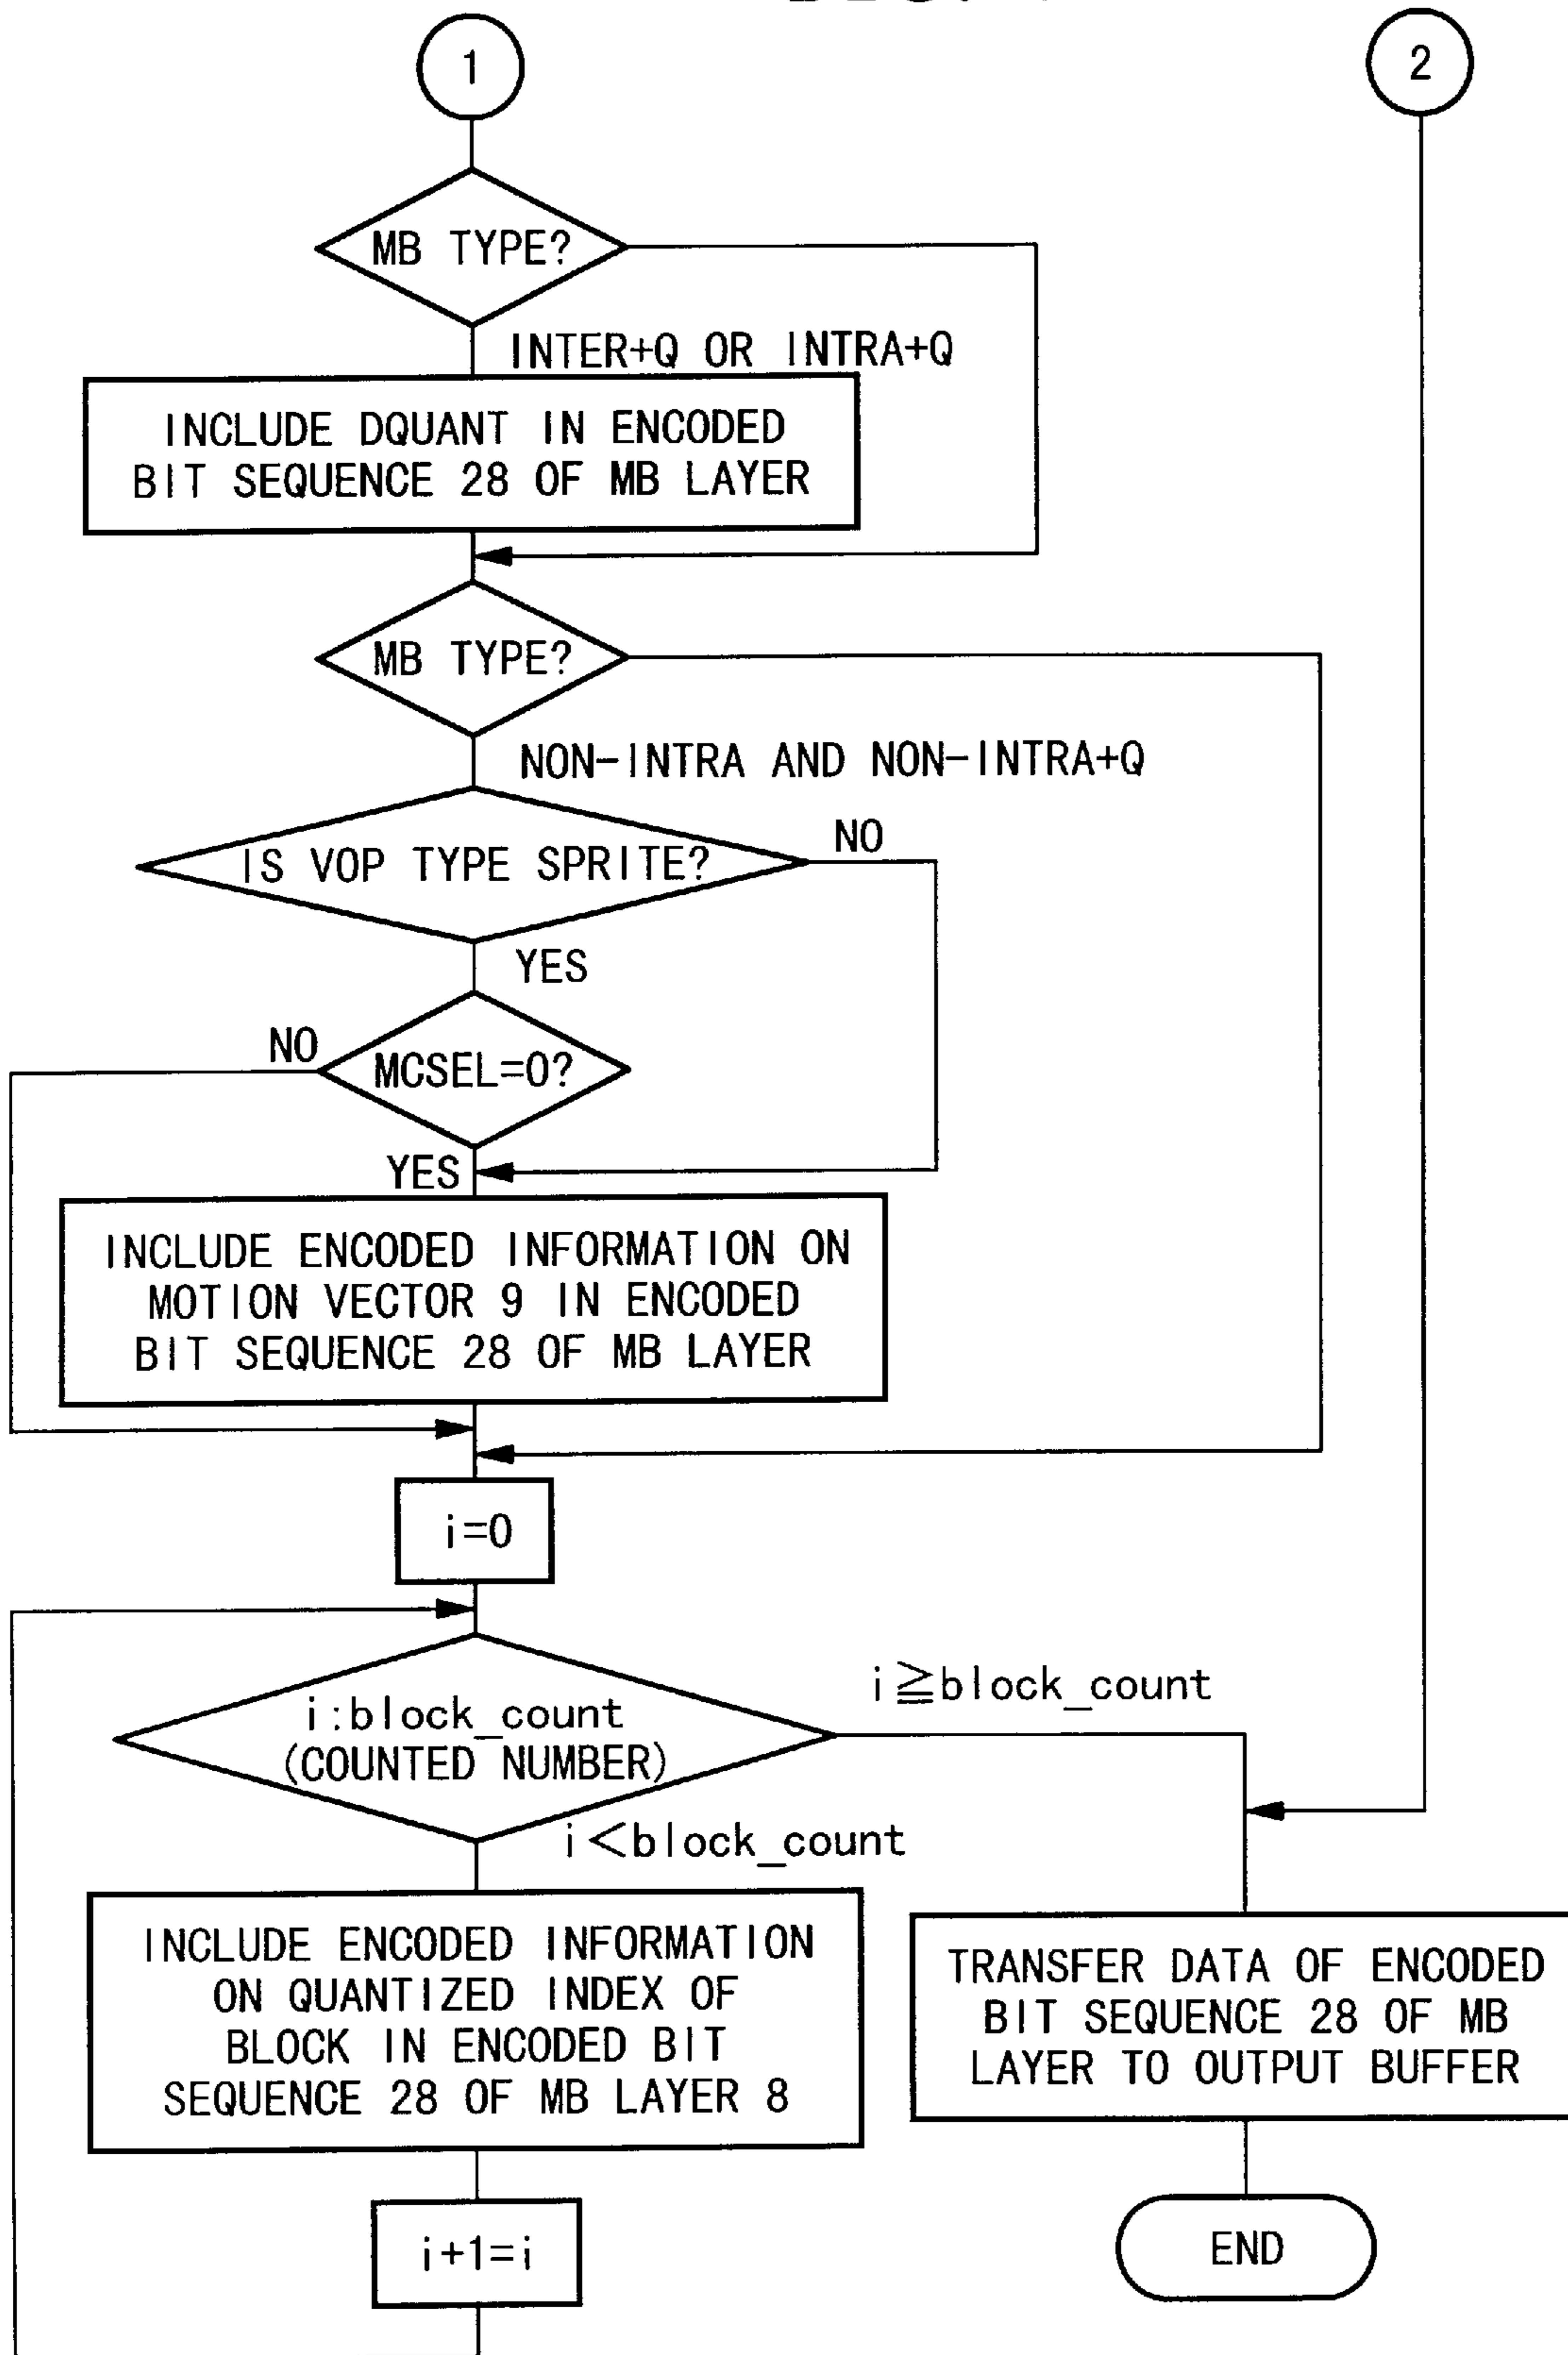 1
2
MB TYPE?
INTER+Q OR INTRA+Q
INCLUDE DQUANT IN ENCODED
BIT SEQUENCE 28 OF MB LAYER
MB TYPE?
NON-INTRA AND NON-INTRA+Q
IS VOP TYPE SPRITE?
NO
YES
NO
MCSEL=0?
YES
INCLUDE ENCODED INFORMATION ON
MOTION VECTOR 9 IN ENCODED
BIT SEQUENCE 28 OF MB LAYER
i=0
i≧block_count
i:block_count
(COUNTED NUMBER)
i<block_count
INCLUDE ENCODED INFORMATION
ON QUANTIZED INDEX OF
BLOCK IN ENCODED BIT
SEQUENCE 28 OF MB LAYER 8
TRANSFER DATA OF ENCODED
BIT SEQUENCE 28 OF MB
LAYER TO OUTPUT BUFFER
i+1=i
END